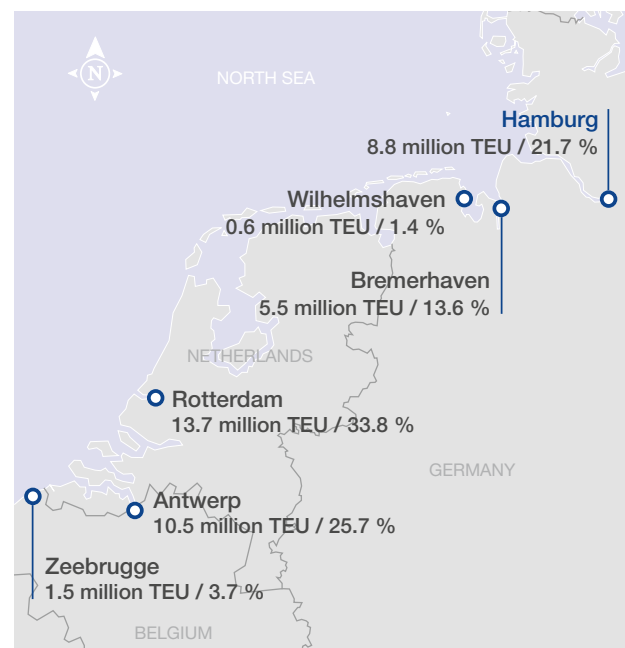 N
NORTH SEA
Hamburg
8.8 million TEU / 21.7 %
Wilhelmshaven
0.6 million TEU / 1.4 %
Bremerhaven
5.5 million TEU / 13.6 %
NETHERLANDS
Rotterdam
13.7 million TEU / 33.8 %
GERMANY
Antwerp
10.5 million TEU / 25.7 %
Zeebrugge
1.5 million TEU / 3.7 %
BELGIUM